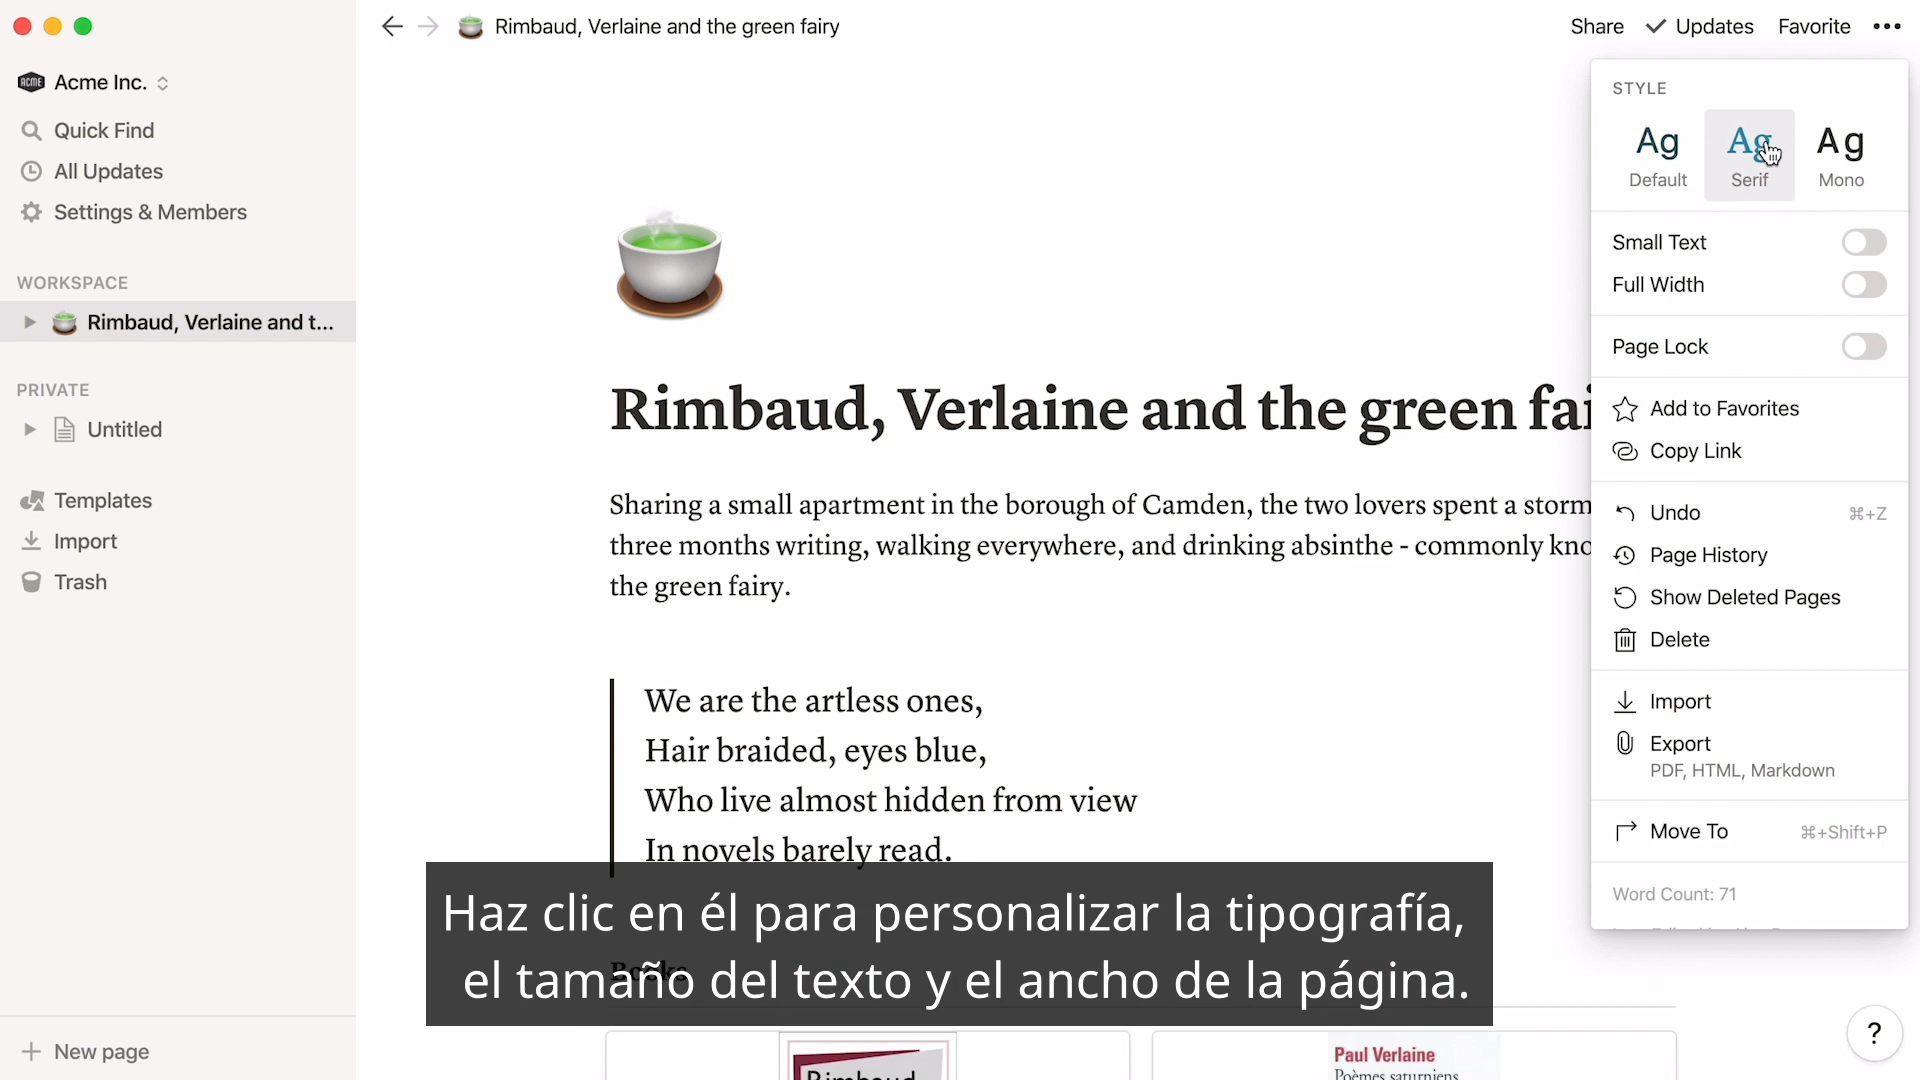 Rimbaud, Verlaine and the green fairy
Share
Updates
Favorite
ACME
Acme Inc.
Quick Find
All Updates
Settings & Members
WORKSPACE
Rimbaud, Verlaine and t...
PRIVATE
Untitled
Templates
Import
Trash
New page
Rimbaud, Verlaine and the green fai
Sharing a small apartment in the borough of Camden, the two lovers spent a storm
three months writing, walking everywhere, and drinking absinthe - commonly kno
the green fairy.
We are the artless ones,
Hair braided, eyes blue,
Who live almost hidden from view
In novels barely read.
Books
Rimbaud
Paul Verlaine
Poèmes saturniens
STYLE
Ag
Default
Ag
Serif
Ag
Mono
Small Text
Full Width
Page Lock
Add to Favorites
Copy Link
Undo ⌘+Z
Page History
Show Deleted Pages
Delete
Import
Export
PDF, HTML, Markdown
Move To ⌘+Shift+P
Word Count: 71
?
Haz clic en él para personalizar la tipografía,
el tamaño del texto y el ancho de la página.